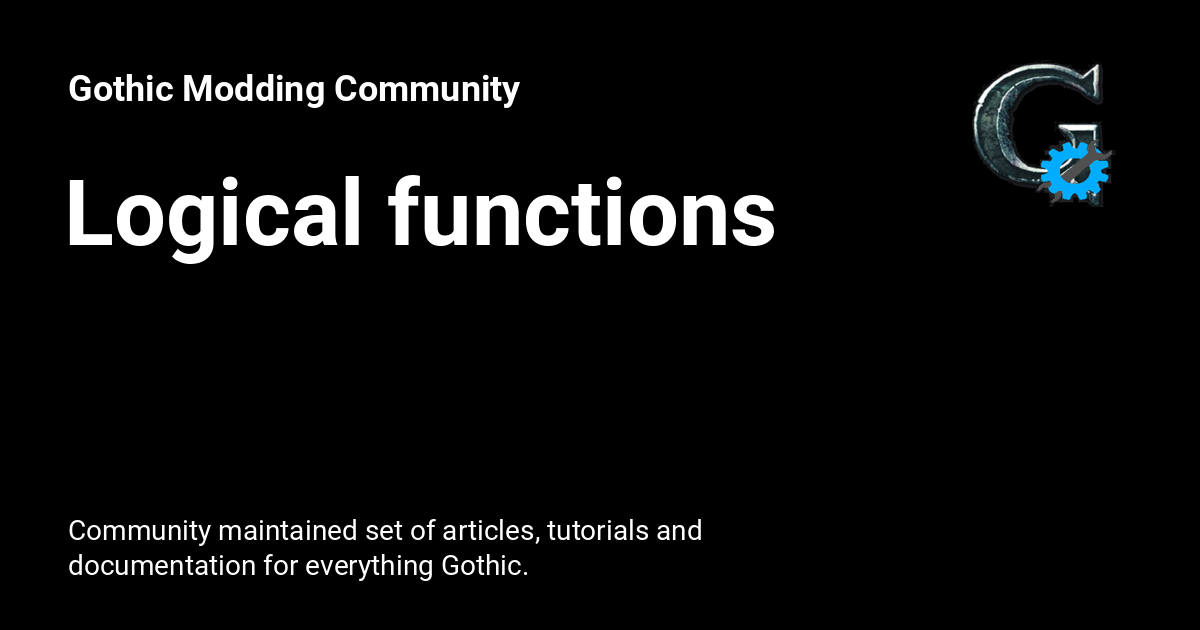 Gothic Modding Community
G
Logical functions
Community maintained set of articles, tutorials and
documentation for everything Gothic.